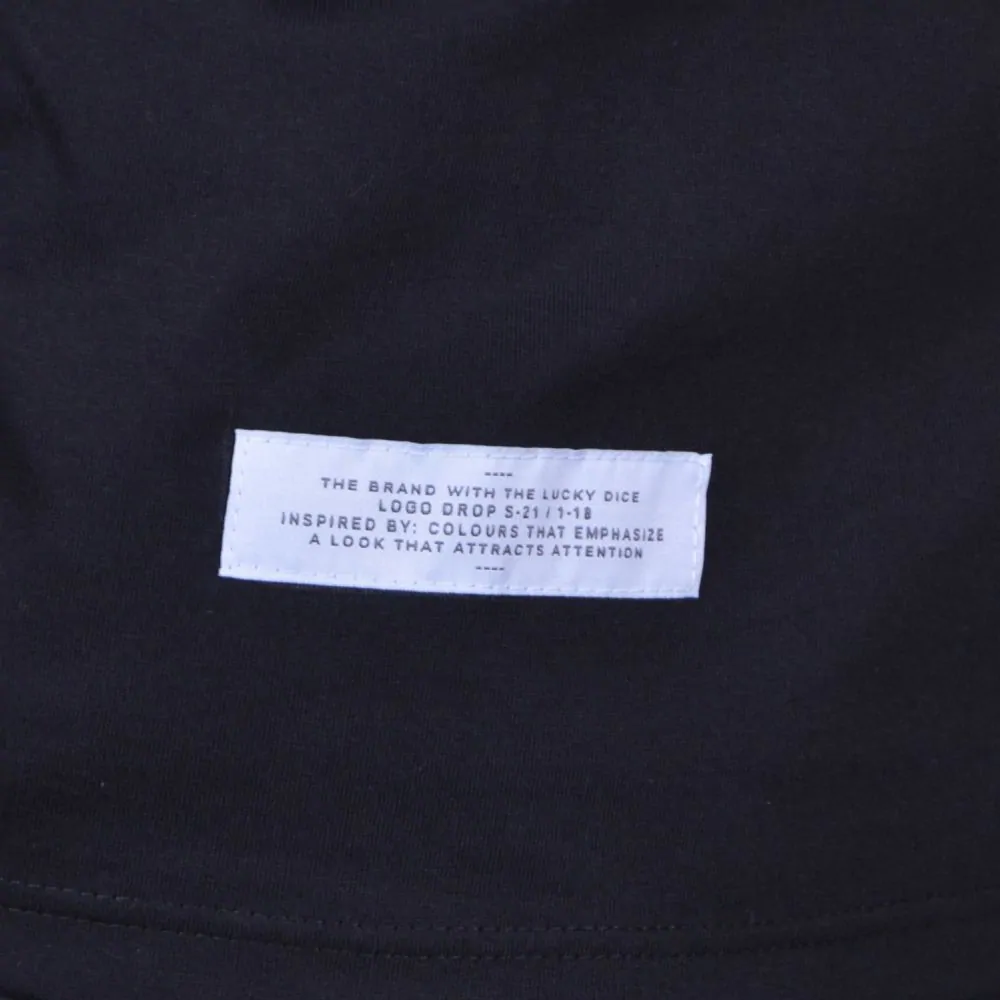 ----
THE BRAND WITH THE LUCKY DICE
LOGO DROP S-21 / 1-18
INSPIRED BY: COLOURS THAT EMPHASIZE
A LOOK THAT ATTRACTS ATTENTION
----